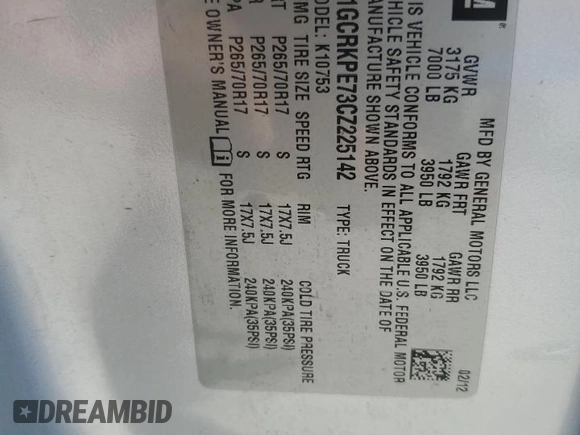 GM
MFD BY GENERAL MOTORS LLC
02/12
GVWR GAWR FRT GAWR RR
3175 KG 1792 KG 1792 KG
7000 LB 3950 LB 3950 LB
IS VEHICLE CONFORMS TO ALL APPLICABLE U.S. FEDERAL MOTOR
EHICLE SAFETY STANDARDS IN EFFECT ON THE DATE OF
ANUFACTURE SHOWN ABOVE.
1GCRKPE73CZ225142 TYPE: TRUCK
MODEL: K10753
TIRE SIZE SPEED RTG RIM COLD TIRE PRESSURE
P265/70R17 S 17X7.5J 240KPA(35PSI)
P265/70R17 S 17X7.5J 240KPA(35PSI)
P265/70R17 S 17X7.5J 240KPA(35PSI)
OWNER'S MANUAL FOR MORE INFORMATION.
DREAMBID